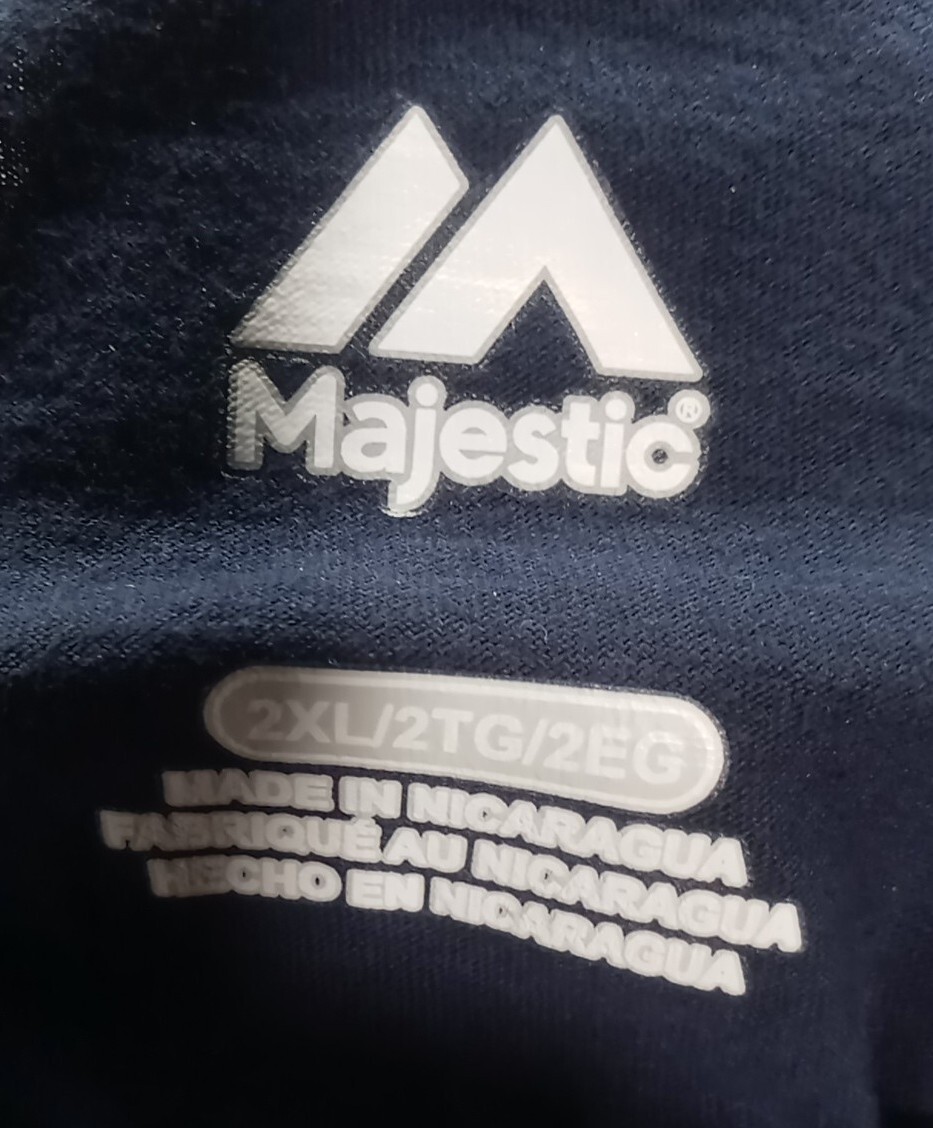 Majestic®
2XL/2TG/2EG
MADE IN NICARAGUA
FABRIQUÉ AU NICARAGUA
HECHO EN NICARAGUA